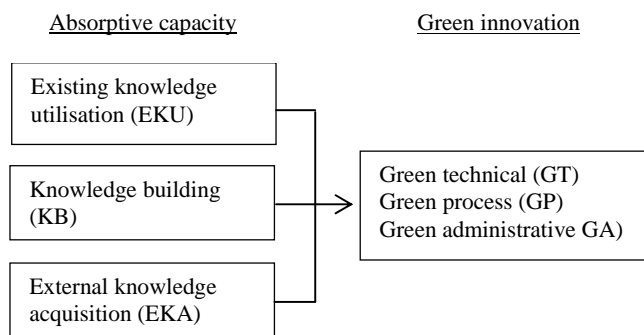 Absorptive capacity
Green innovation
Existing knowledge
utilisation (EKU)
Knowledge building
(KB)
External knowledge
acquisition (EKA)
Green technical (GT)
Green process (GP)
Green administrative GA)